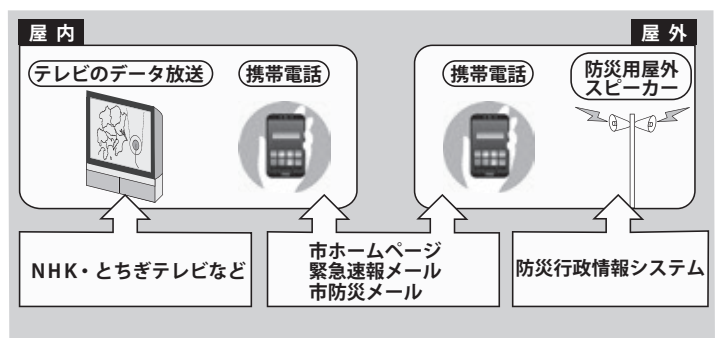 屋内
屋外
テレビのデータ放送
携帯電話
携帯電話
防災用屋外
スピーカー
NHK・とちぎテレビなど
市ホームページ
緊急速報メール
市防災メール
防災行政情報システム